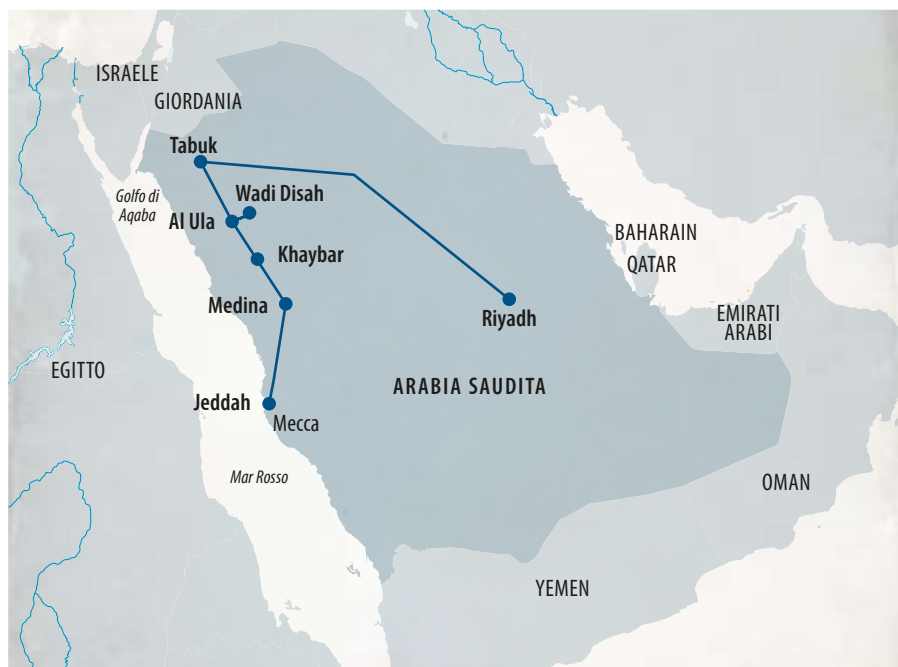 ISRAELE
GIORDANIA
Tabuk
Golfo di
Aqaba
Wadi Disah
Al Ula
Khaybar
BAHARAIN
QATAR
Medina
Riyadh
EMIRATI
ARABI
EGITTO
ARABIA SAUDITA
Jeddah
Mecca
Mar Rosso
OMAN
YEMEN